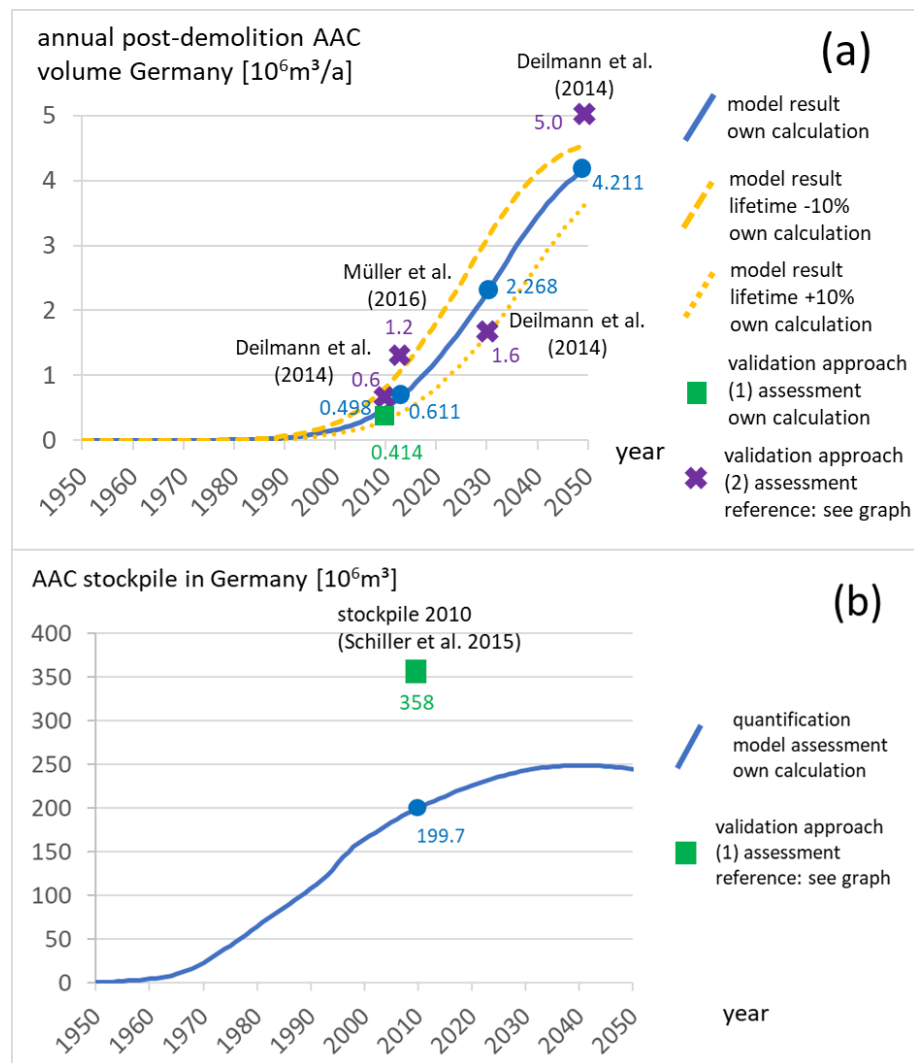 annual post-demolition AAC
volume Germany [10⁶m³/a]
(a)
Deilmann et al.
(2014)
5.0
4.211
Müller et al.
(2016)
1.2
2.268
Deilmann et al.
(2014)
1.6
Deilmann et al.
(2014)
0.6
0.498
0.611
0.414
5
4
3
2
1
0
1950
1960
1970
1980
1990
2000
2010
2020
2030
2040
2050
year
model result
own calculation
model result
lifetime -10%
own calculation
model result
lifetime +10%
own calculation
validation approach
(1) assessment
own calculation
validation approach
(2) assessment
reference: see graph
AAC stockpile in Germany [10⁶m³]
(b)
stockpile 2010
(Schiller et al. 2015)
358
199.7
400
350
300
250
200
150
100
50
0
1950
1960
1970
1980
1990
2000
2010
2020
2030
2040
2050
year
quantification
model assessment
own calculation
validation approach
(1) assessment
reference: see graph